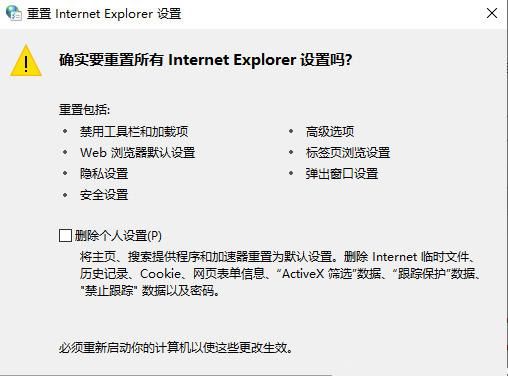 重置 Internet Explorer 设置
确实要重置所有 Internet Explorer 设置吗?
重置包括:
• 禁用工具栏和加载项
• 高级选项
• Web 浏览器默认设置
• 标签页浏览设置
• 隐私设置
• 弹出窗口设置
• 安全设置
删除个人设置(P)
将主页、搜索提供程序和加速器重置为默认设置。删除 Internet 临时文件、
历史记录、Cookie、网页表单信息、“ActiveX 筛选”数据、“跟踪保护”数据、
"禁止跟踪" 数据以及密码。
必须重新启动你的计算机以使这些更改生效。